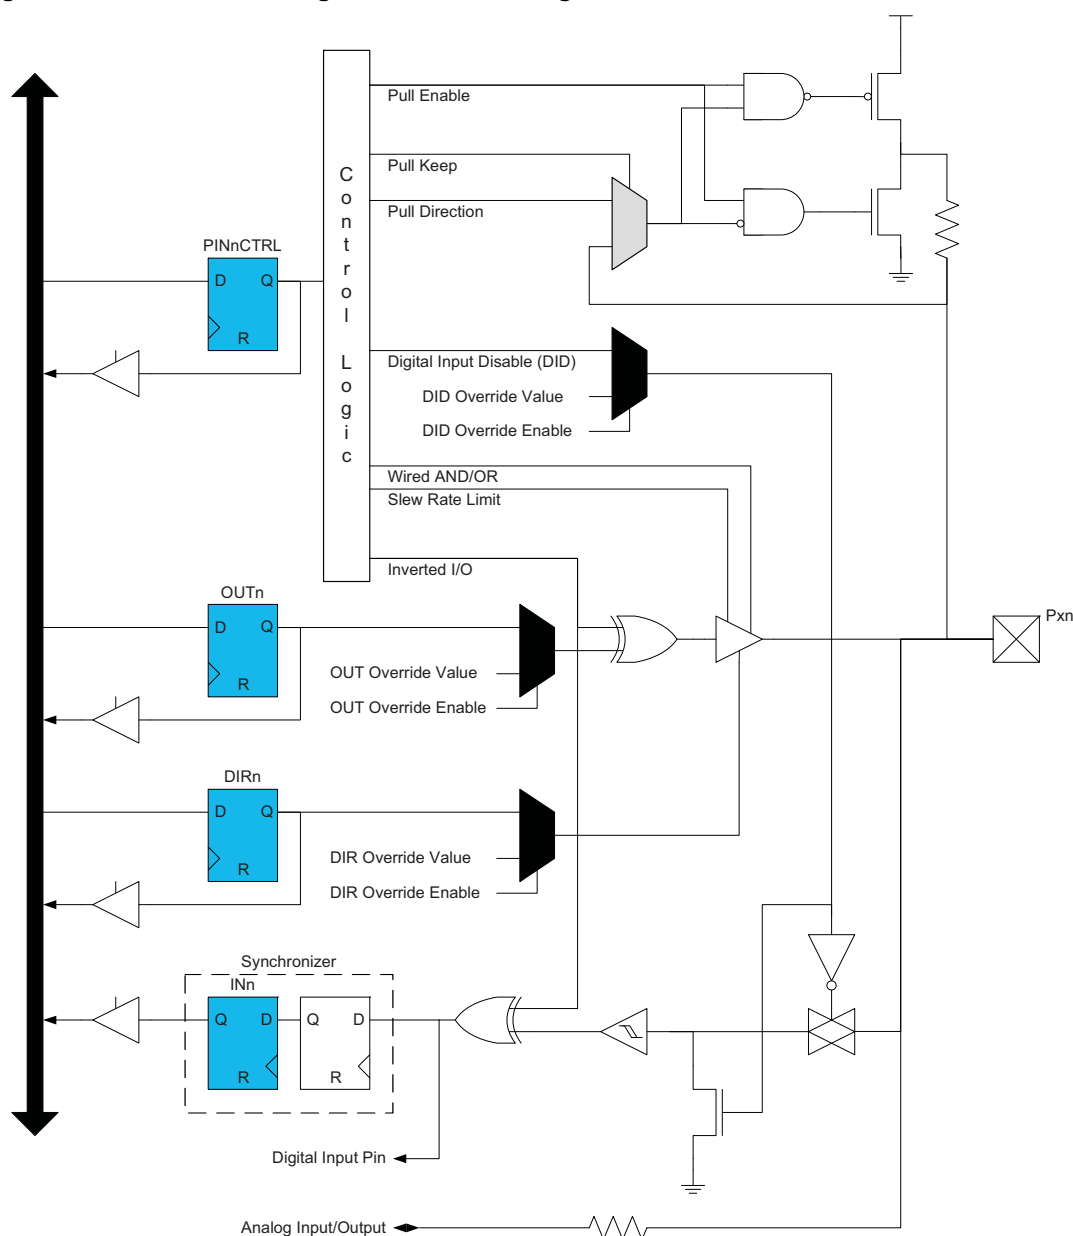 Pull Enable
Pull Keep
Pull Direction
Control Logic
PINnCTRL
D Q
R
Digital Input Disable (DID)
DID Override Value
DID Override Enable
Wired AND/OR
Slew Rate Limit
Inverted I/O
OUTn
D Q
R
Pxn
OUT Override Value
OUT Override Enable
DIRn
D Q
R
DIR Override Value
DIR Override Enable
Synchronizer
INn
Q D Q D
R R
Digital Input Pin
Analog Input/Output